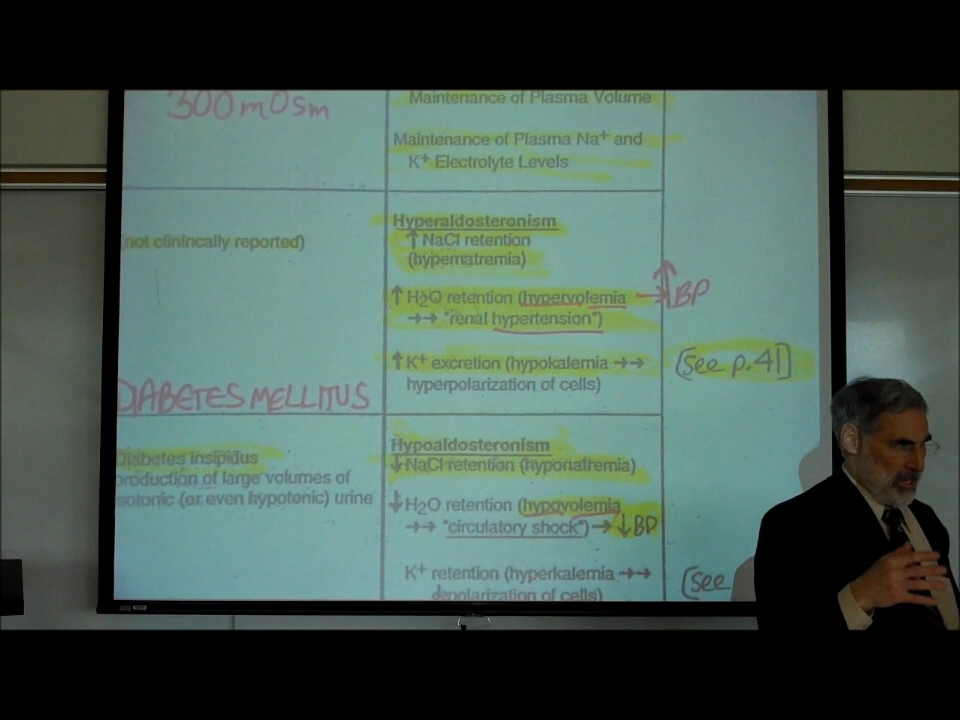 300mOsm
Maintenance of Plasma Volume
Maintenance of Plasma Na+ and
K+ Electrolyte Levels
(not clinincally reported)
Hyperaldosteronism
↑ NaCl retention
(hypernatremia)
↑ H2O retention (hypervolemia → ↑BP
→→ "renal hypertension")
↑ K+ excretion (hypokalemia →→
hyperpolarization of cells)
[see p.41]
DIABETES MELLITUS
Diabetes insipidus
production of large volumes of
isotonic (or even hypotonic) urine
Hypoaldosteronism
↓ NaCl retention (hyponatremia)
↓ H2O retention (hypovolemia
→→ "circulatory shock") → ↓BP
K+ retention (hyperkalemia →→
depolarization of cells)
[see